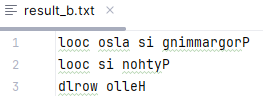 result_b.txt
1 looc osla si gnimmargorP
2 looc si nohtyP
3 dlrow olleH